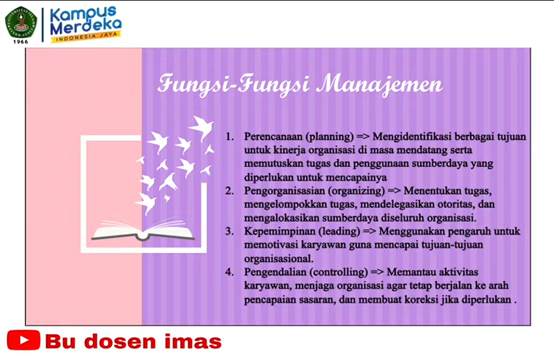 Kampus
Merdeka
INDONESIA JAYA
1966
Fungsi-Fungsi Manajemen
1. Perencanaan (planning) => Mengidentifikasi berbagai tujuan
untuk kinerja organisasi di masa mendatang serta
memutuskan tugas dan penggunaan sumberdaya yang
diperlukan untuk mencapainya
2. Pengorganisasian (organizing) => Menentukan tugas,
mengelompokkan tugas, mendelegasikan otoritas, dan
mengalokasikan sumberdaya diseluruh organisasi.
3. Kepemimpinan (leading) => Menggunakan pengaruh untuk
memotivasi karyawan guna mencapai tujuan-tujuan
organisasional.
4. Pengendalian (controlling) => Memantau aktivitas
karyawan, menjaga organisasi agar tetap berjalan ke arah
pencapaian sasaran, dan membuat koreksi jika diperlukan .
Bu dosen imas